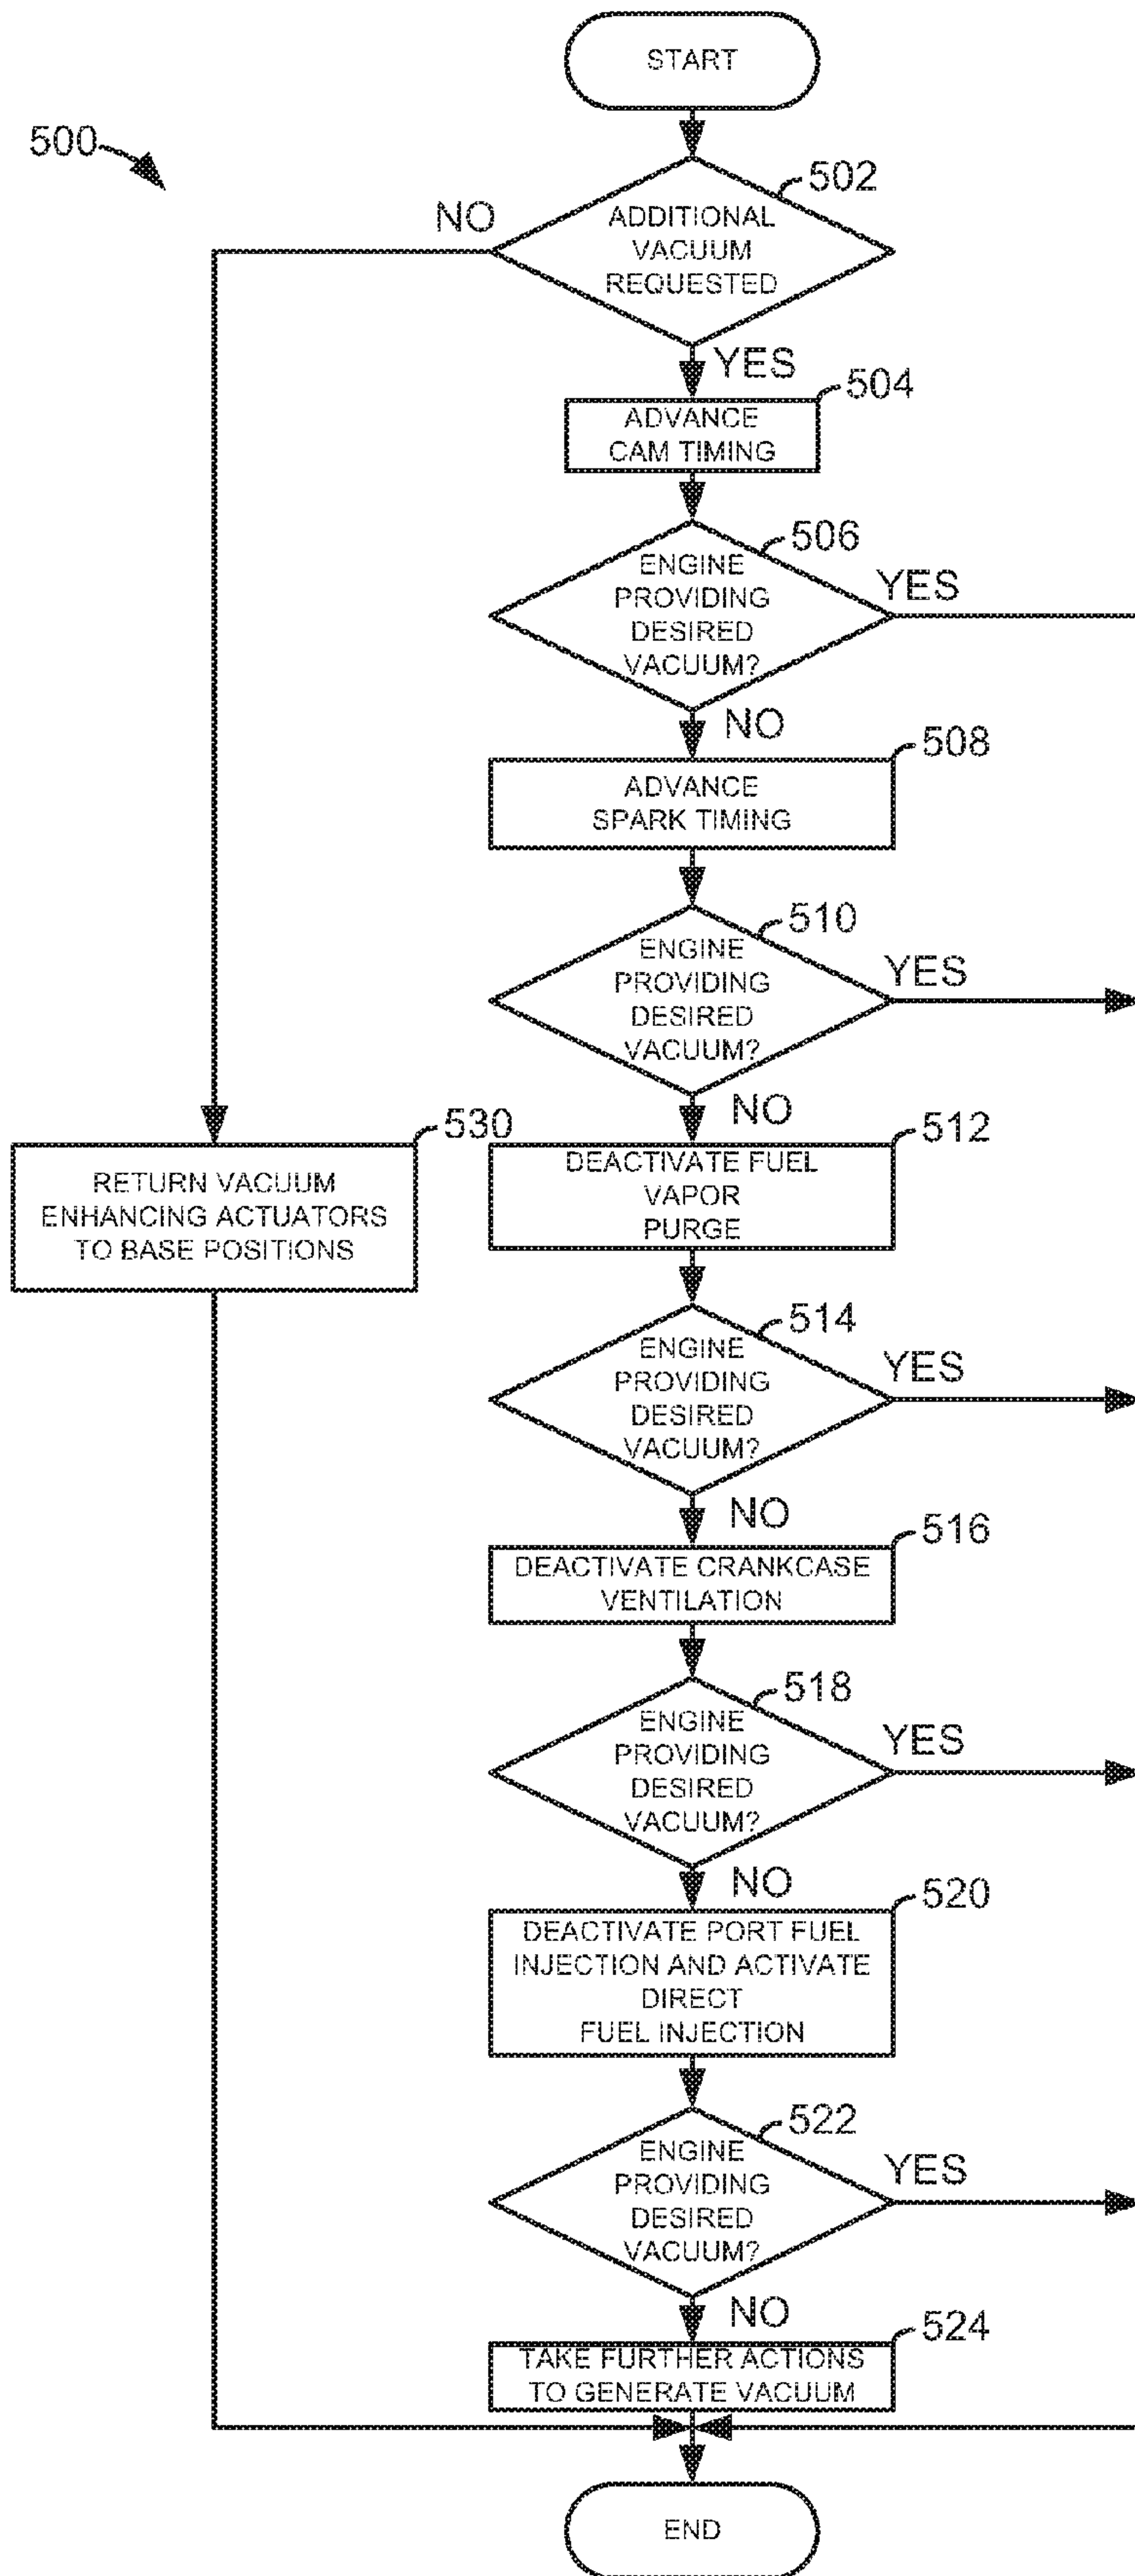 START
500
502
NO
ADDITIONAL
VACUUM
REQUESTED
YES
504
ADVANCE
CAM TIMING
506
ENGINE
PROVIDING
DESIRED
VACUUM?
YES
NO
508
ADVANCE
SPARK TIMING
510
ENGINE
PROVIDING
DESIRED
VACUUM?
YES
NO
530
RETURN VACUUM
ENHANCING ACTUATORS
TO BASE POSITIONS
512
DEACTIVATE FUEL
VAPOR
PURGE
514
ENGINE
PROVIDING
DESIRED
VACUUM?
YES
NO
516
DEACTIVATE CRANKCASE
VENTILATION
518
ENGINE
PROVIDING
DESIRED
VACUUM?
YES
NO
520
DEACTIVATE PORT FUEL
INJECTION AND ACTIVATE
DIRECT
FUEL INJECTION
522
ENGINE
PROVIDING
DESIRED
VACUUM?
YES
NO
524
TAKE FURTHER ACTIONS
TO GENERATE VACUUM
END